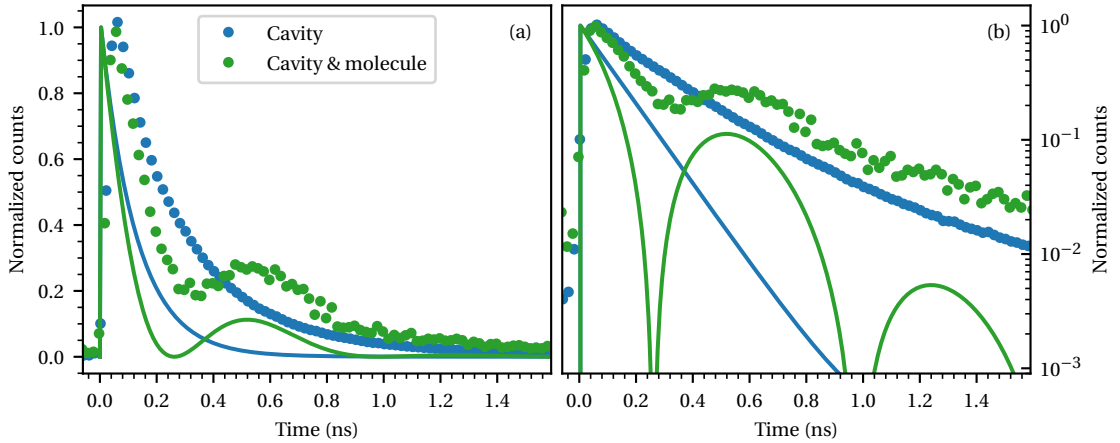 (a)
Cavity
Cavity & molecule
1.0
0.8
0.6
0.4
0.2
0.0
Normalized counts
0.0 0.2 0.4 0.6 0.8 1.0 1.2 1.4
Time (ns)
(b)
10⁰
10⁻¹
10⁻²
10⁻³
Normalized counts
0.0 0.2 0.4 0.6 0.8 1.0 1.2 1.4
Time (ns)